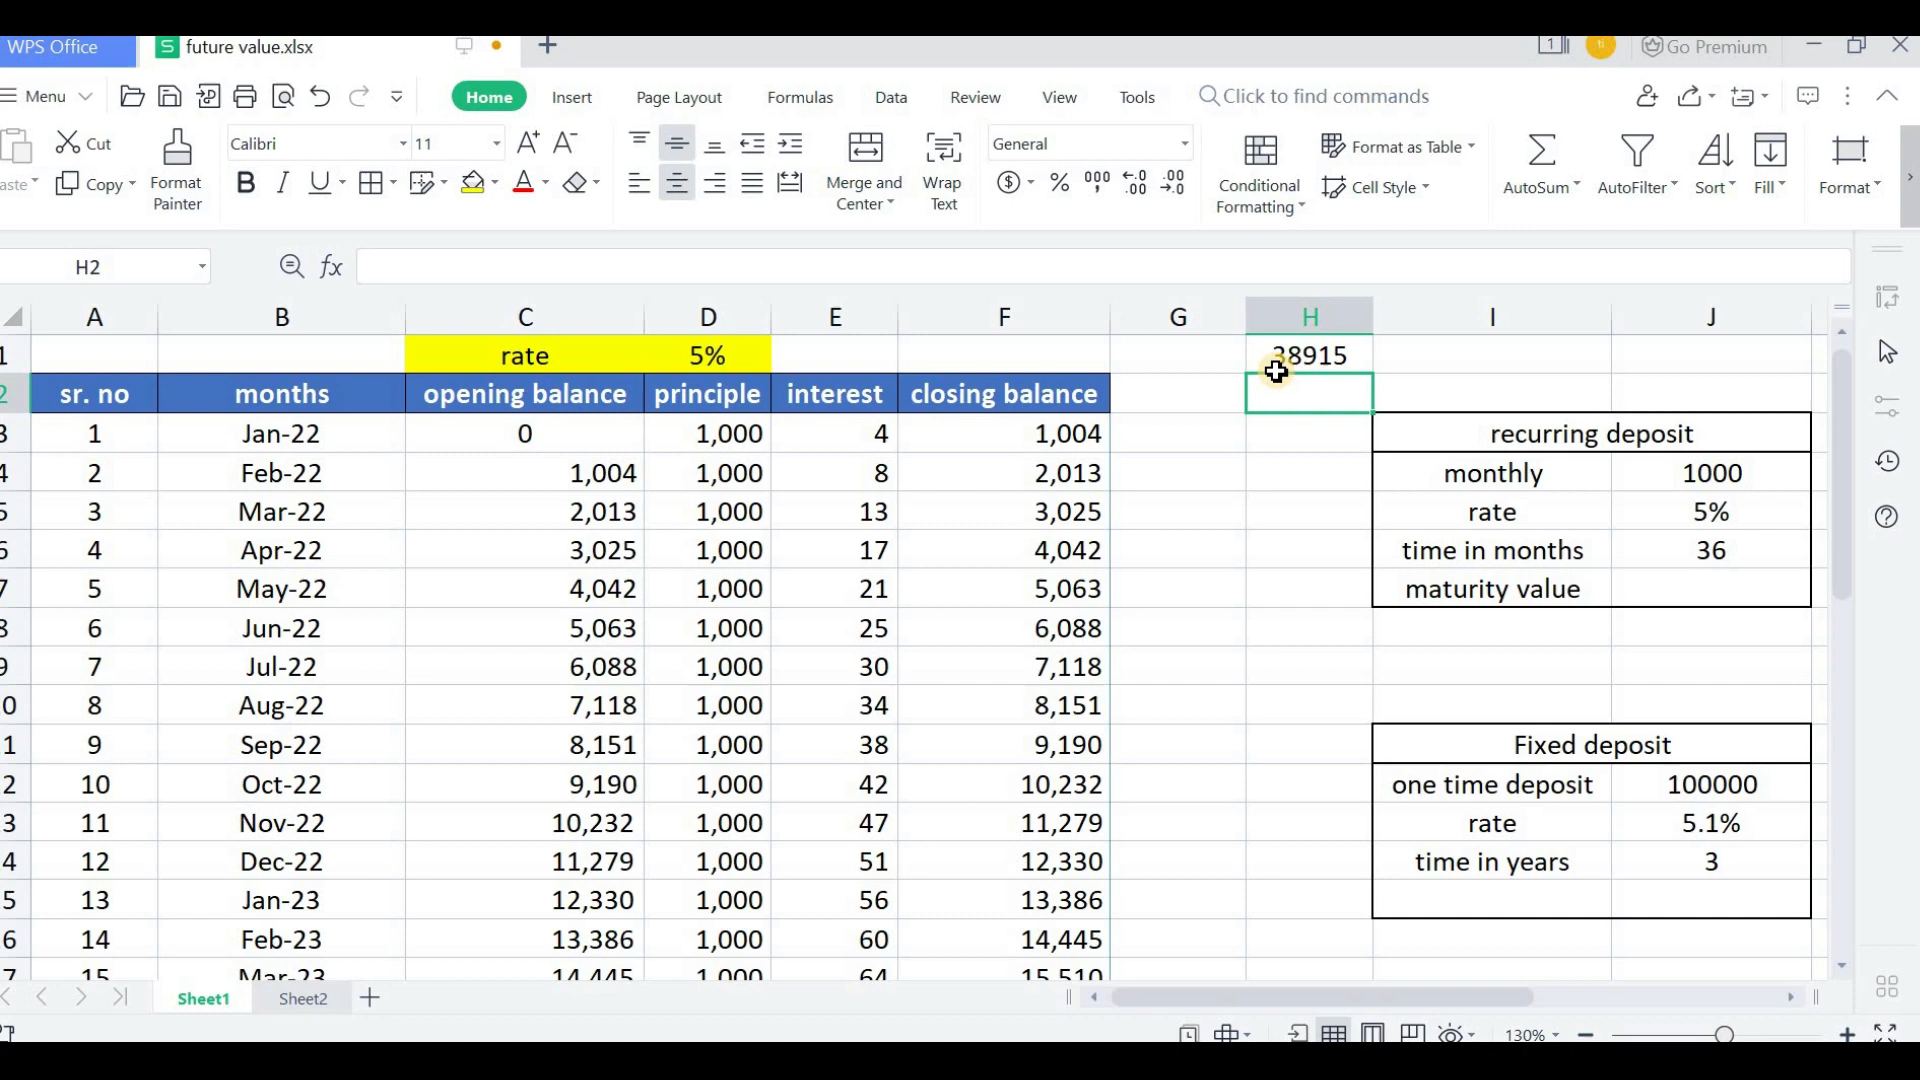 WPS Office future value.xlsx Go Premium
Menu Home Insert Page Layout Formulas Data Review View Tools Click to find commands
Cut Calibri 11 General Format as Table
Copy Format Painter Merge and Center Wrap Text Conditional Formatting Cell Style AutoSum AutoFilter Sort Fill Format
H2
A B C D E F G H I J
1 rate 5% 38915
2 sr. no months opening balance principle interest closing balance
1 Jan-22 0 1,000 4 1,004 recurring deposit
2 Feb-22 1,004 1,000 8 2,013 monthly 1000
3 Mar-22 2,013 1,000 13 3,025 rate 5%
4 Apr-22 3,025 1,000 17 4,042 time in months 36
5 May-22 4,042 1,000 21 5,063 maturity value
6 Jun-22 5,063 1,000 25 6,088
7 Jul-22 6,088 1,000 30 7,118
8 Aug-22 7,118 1,000 34 8,151
9 Sep-22 8,151 1,000 38 9,190 Fixed deposit
10 Oct-22 9,190 1,000 42 10,232 one time deposit 100000
11 Nov-22 10,232 1,000 47 11,279 rate 5.1%
12 Dec-22 11,279 1,000 51 12,330 time in years 3
13 Jan-23 12,330 1,000 56 13,386
14 Feb-23 13,386 1,000 60 14,445
15 Mar-23 14,445 1,000 64 15,510
Sheet1 Sheet2
130%